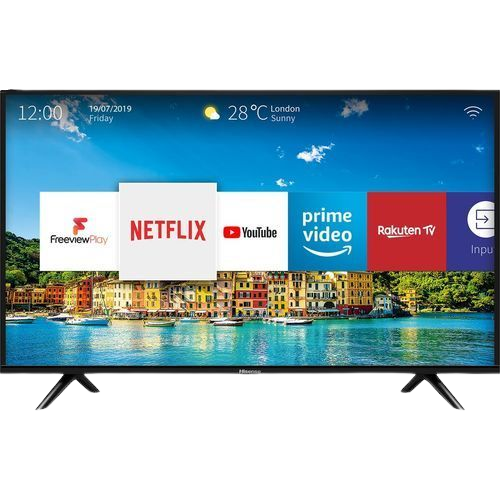 12:00
19/07/2019
Friday
28°C
London
Sunny
FreeviewPlay
NETFLIX
YouTube
prime video
Rakuten TV
Inpu
Hisense